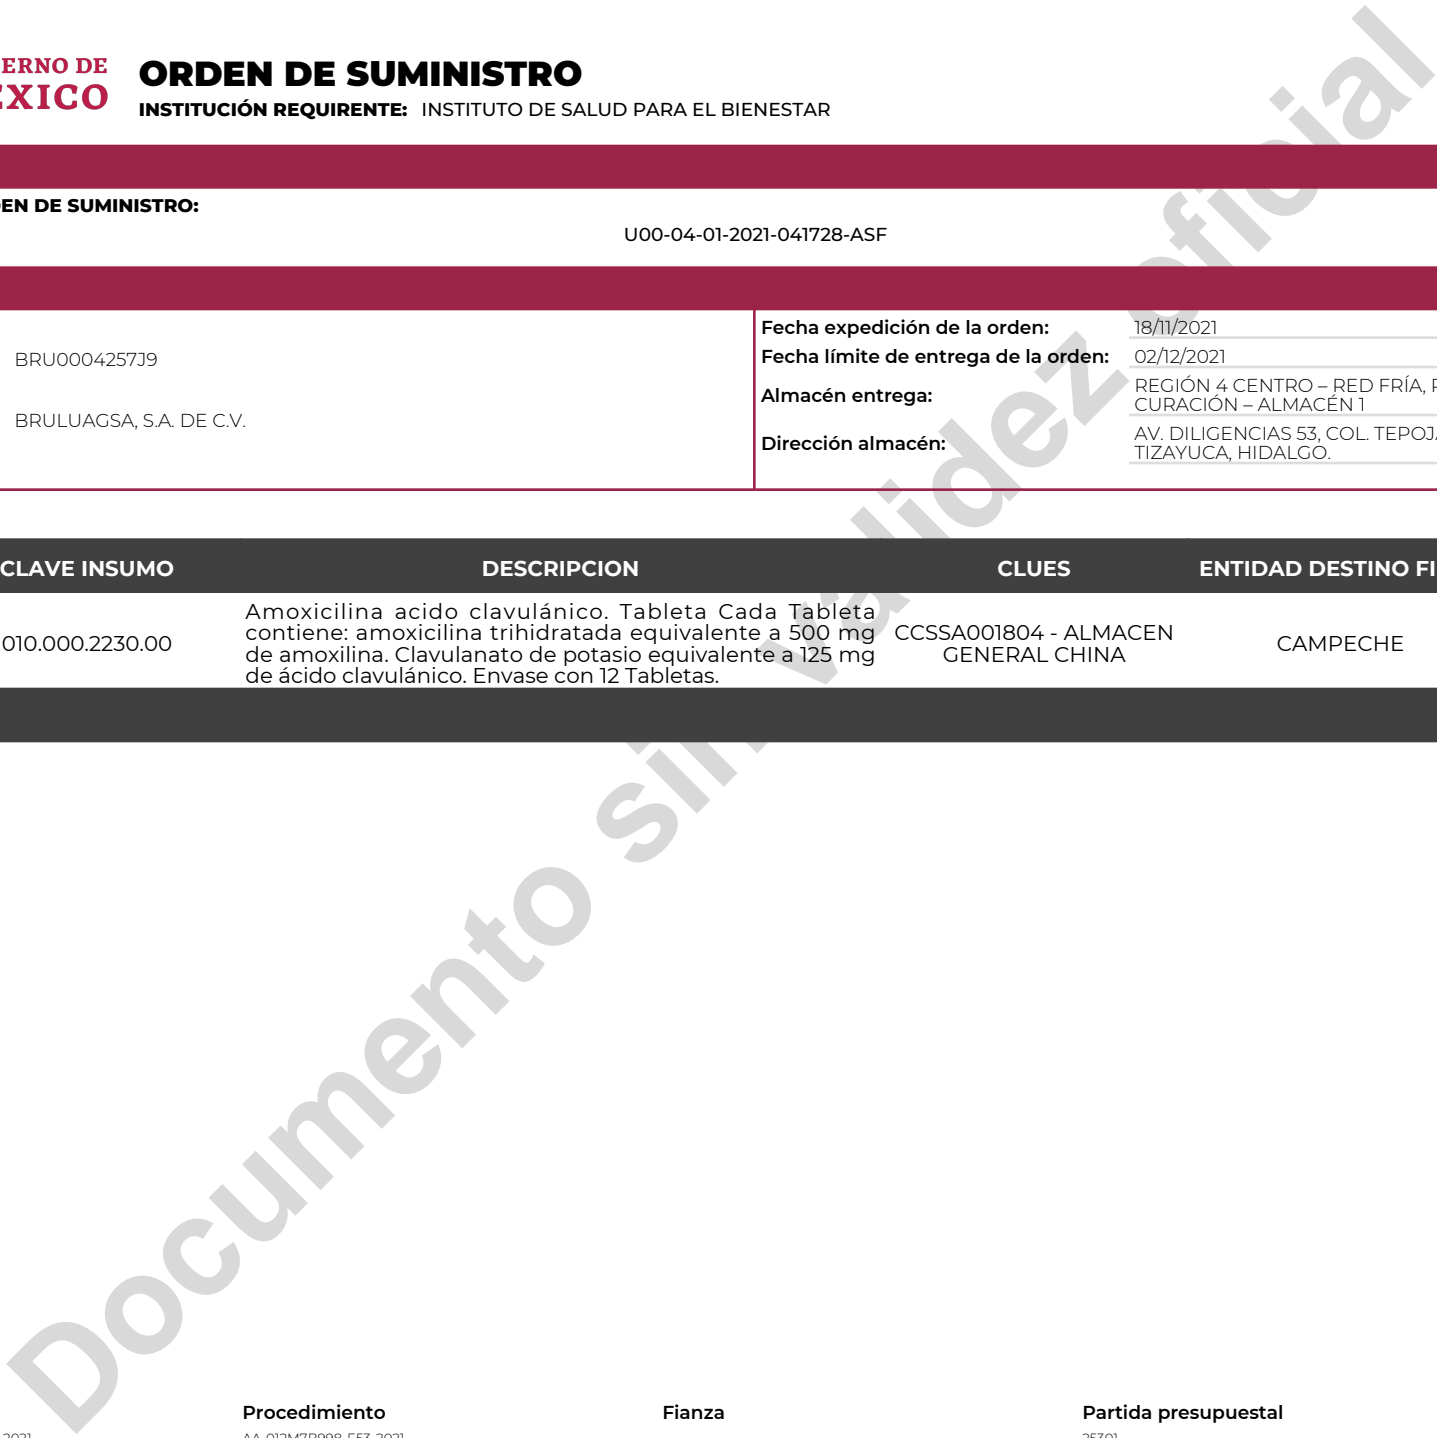 ERNO DE
ORDEN DE SUMINISTRO
INSTITUCIÓN REQUIRENTE: INSTITUTO DE SALUD PARA EL BIENESTAR
EN DE SUMINISTRO:
U00-04-01-2021-041728-ASF
BRU0004257J9
BRULUAGSA, S.A. DE C.V.
Fecha expedición de la orden: 18/11/2021
Fecha límite de entrega de la orden: 02/12/2021
Almacén entrega: REGIÓN 4 CENTRO – RED FRÍA,
CURACIÓN – ALMACÉN 1
Dirección almacén: AV. DILIGENCIAS 53, COL. TEPOJ
TIZAYUCA, HIDALGO.
CLAVE INSUMO DESCRIPCION CLUES ENTIDAD DESTINO FI
010.000.2230.00
Amoxicilina acido clavulánico. Tableta Cada Tableta
contiene: amoxicilina trihidratada equivalente a 500 mg
de amoxilina. Clavulanato de potasio equivalente a 125 mg
de ácido clavulánico. Envase con 12 Tabletas.
CCSSA001804 - ALMACEN
GENERAL CHINA
CAMPECHE
Documento sin validez oficial
Procedimiento Fianza Partida presupuestal